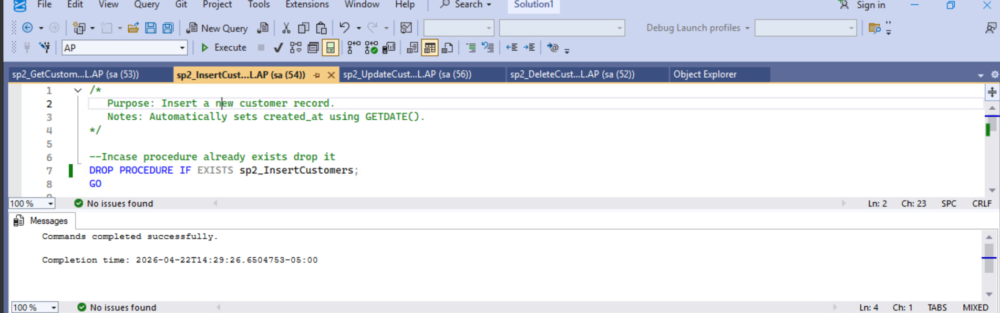 File Edit View Query Git Project Tools Extensions Window Help Search Solution1 Sign in
New Query Debug Launch profiles
AP Execute
sp2_GetCustom...L.AP (sa (53)) sp2_InsertCust...L.AP (sa (54)) sp2_UpdateCust...L.AP (sa (56)) sp2_DeleteCust...L.AP (sa (52)) Object Explorer
1 /*
2 Purpose: Insert a new customer record.
3 Notes: Automatically sets created_at using GETDATE().
4 */
5
6 --Incase procedure already exists drop it
7 DROP PROCEDURE IF EXISTS sp2_InsertCustomers;
8 GO
9
100 % No issues found Ln: 2 Ch: 23 SPC CRLF
Messages
Commands completed successfully.
Completion time: 2026-04-22T14:29:26.6504753-05:00
100 % No issues found Ln: 4 Ch: 1 TABS MIXED